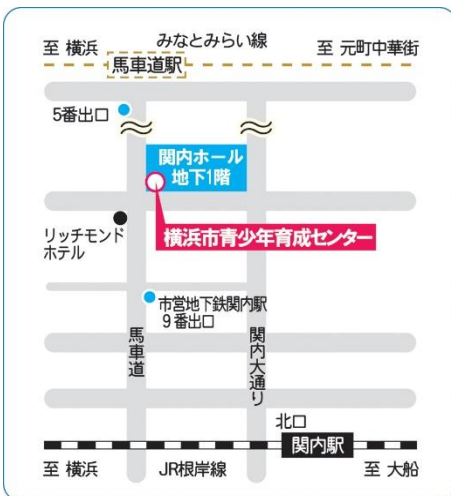 みなとみらい線
至 横浜
至 元町中華街
馬車道駅
5番出口
関内ホール
地下1階
横浜市青少年育成センター
リッチモンド
ホテル
市営地下鉄関内駅
9番出口
馬車道
関内大通り
北口
関内駅
至 横浜
JR根岸線
至 大船